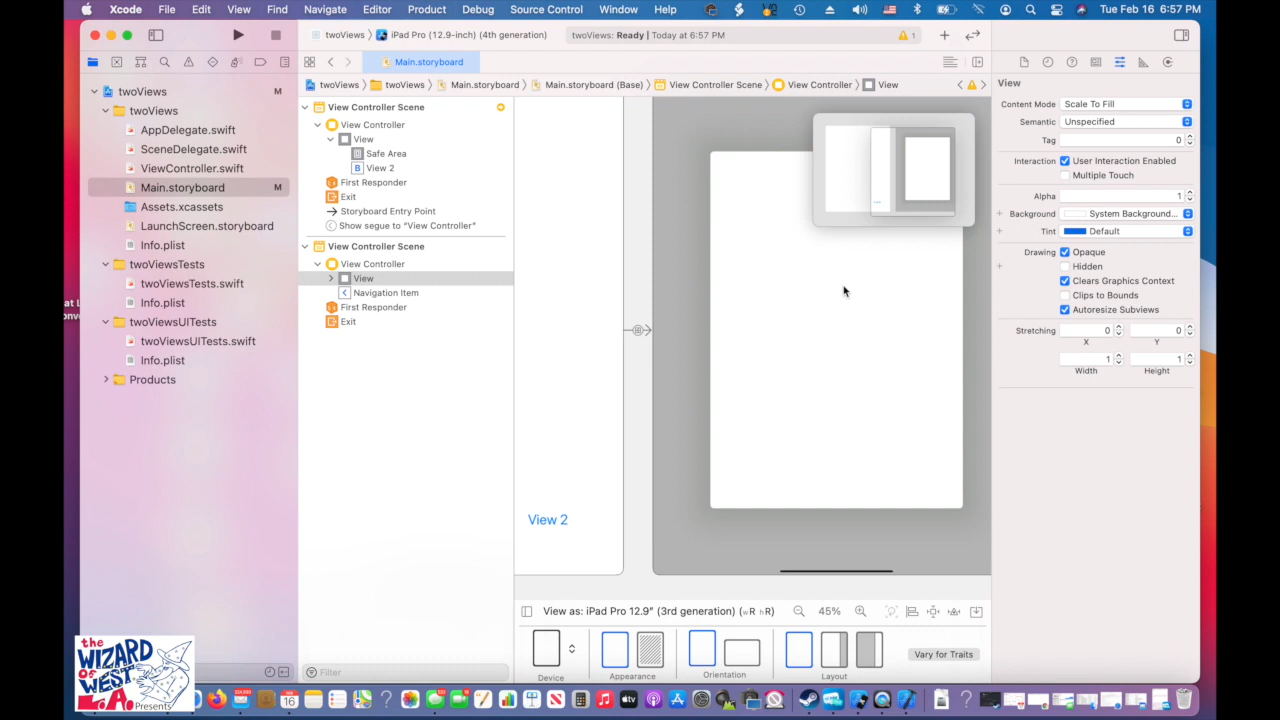 Xcode File Edit View Find Navigate Editor Product Debug Source Control Window Help Tue Feb 16 6:57 PM
twoViews iPad Pro (12.9-inch) (4th generation) twoViews: Ready | Today at 6:57 PM 1
Main.storyboard
twoViews twoViews Main.storyboard Main.storyboard (Base) View Controller Scene View Controller View
twoViews M
twoViews
AppDelegate.swift
SceneDelegate.swift
ViewController.swift
Main.storyboard M
Assets.xcassets
LaunchScreen.storyboard
Info.plist
twoViewsTests
twoViewsTests.swift
Info.plist
twoViewsUITests
twoViewsUITests.swift
Info.plist
Products
View Controller Scene
View Controller
View
Safe Area
B View 2
First Responder
Exit
Storyboard Entry Point
Show segue to "View Controller"
View Controller Scene
View Controller
View
Navigation Item
First Responder
Exit
Filter
View 2
View as: iPad Pro 12.9" (3rd generation) (wR hR) 45%
Device
Appearance
Orientation
Layout
Vary for Traits
View
Content Mode Scale To Fill
Semantic Unspecified
Tag 0
Interaction User Interaction Enabled
Multiple Touch
Alpha 1
Background System Background...
Tint Default
Drawing Opaque
Hidden
Clears Graphics Context
Clips to Bounds
Autoresize Subviews
Stretching 0 0
X Y
1 1
Width Height
the
WIZARD
of
WEST
L.A.
Presents